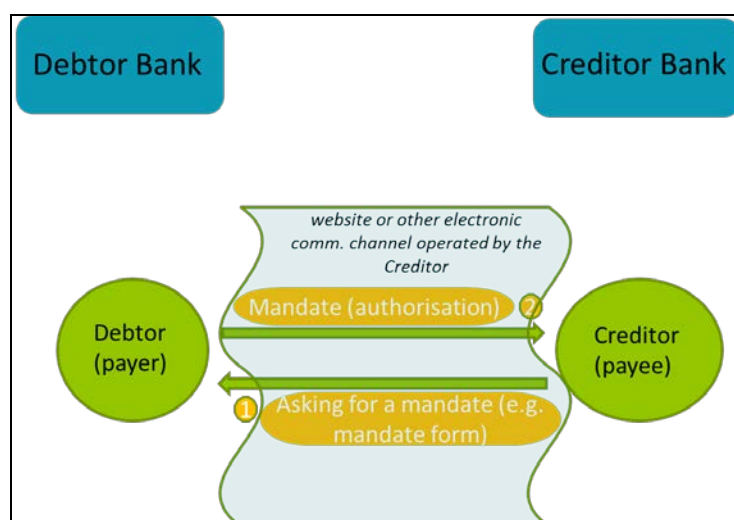 Debtor Bank
Creditor Bank
website or other electronic
comm. channel operated by the
Creditor
Mandate (authorisation) 2
Debtor
(payer)
Creditor
(payee)
1 Asking for a mandate (e.g.
mandate form)